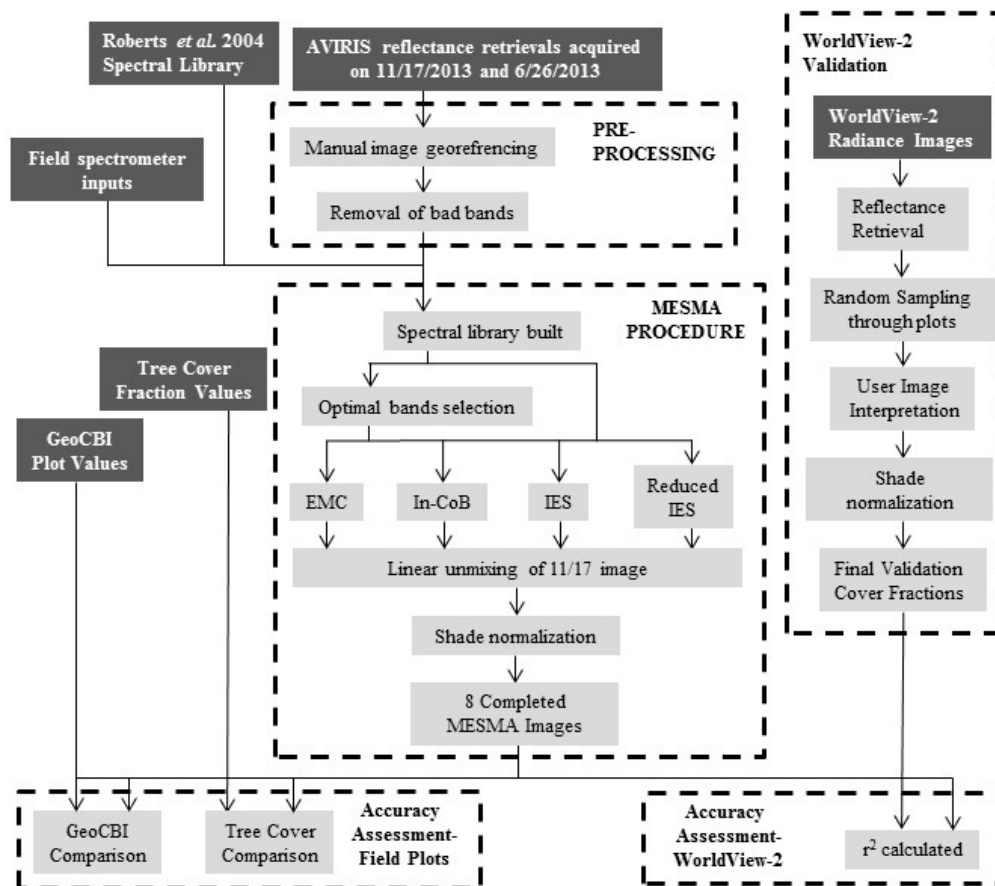 Roberts et al. 2004
Spectral Library
AVIRIS reflectance retrievals acquired
on 11/17/2013 and 6/26/2013
WorldView-2
Validation
PRE-
PROCESSING
Manual image georefrencing
Removal of bad bands
Field spectrometer
inputs
WorldView-2
Radiance Images
Reflectance
Retrieval
Random Sampling
through plots
User Image
Interpretation
Shade
normalization
Final Validation
Cover Fractions
MESMA
PROCEDURE
Spectral library built
Optimal bands selection
EMC
In-CoB
IES
Reduced
IES
Linear unmixing of 11/17 image
Shade normalization
8 Completed
MESMA Images
Tree Cover
Fraction Values
GeoCBI
Plot Values
GeoCBI
Comparison
Tree Cover
Comparison
Accuracy
Assessment-
Field Plots
Accuracy
Assessment-
WorldView-2
r² calculated